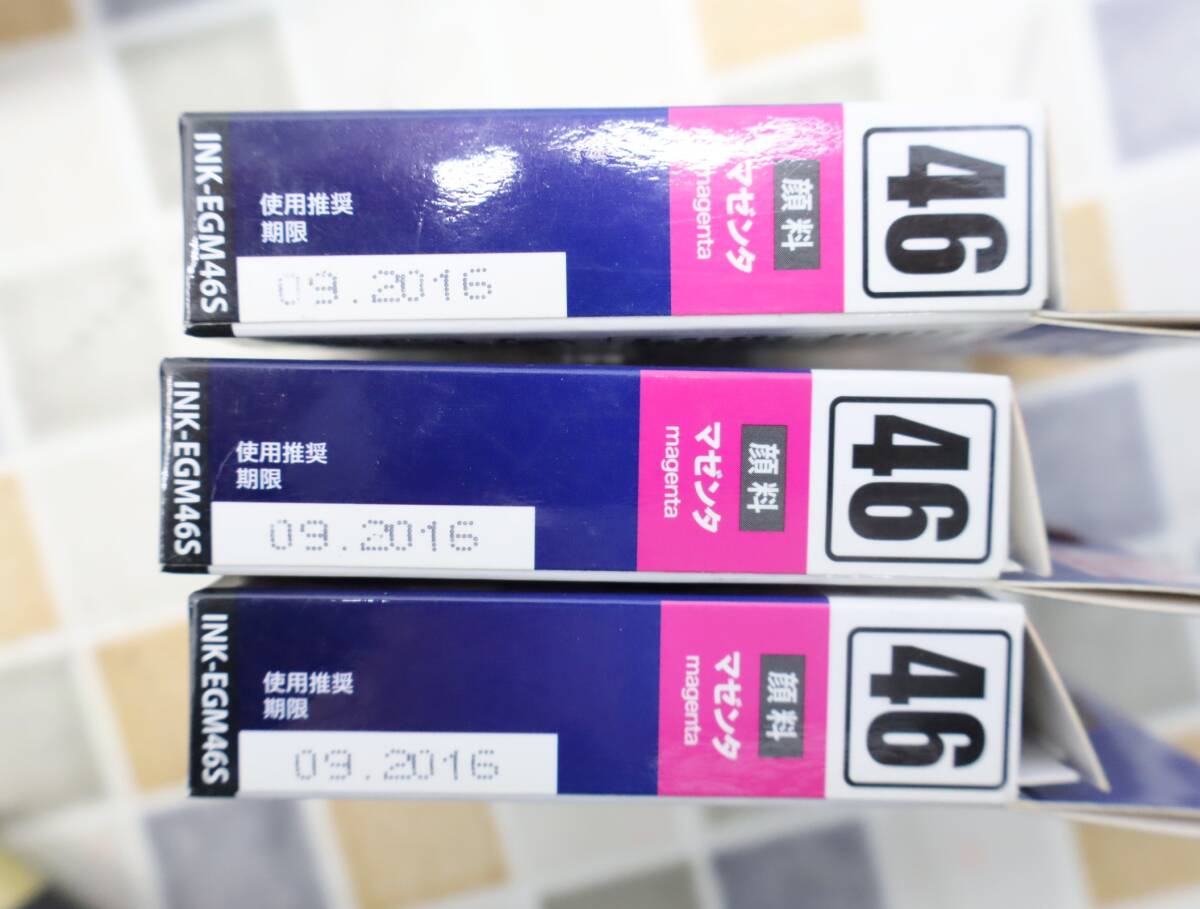 INK-EGM46S
使用推奨
期限
09.2016
magenta
マゼンタ
顔料
46
INK-EGM46S
使用推奨
期限
09.2016
magenta
マゼンタ
顔料
46
INK-EGM46S
使用推奨
期限
09.2016
magenta
マゼンタ
顔料
46